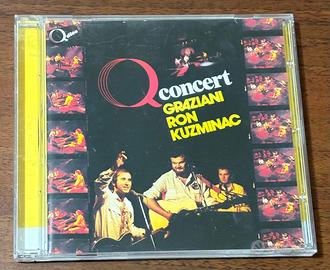 Q concert
GRAZIANI
RON
KUZMINAC